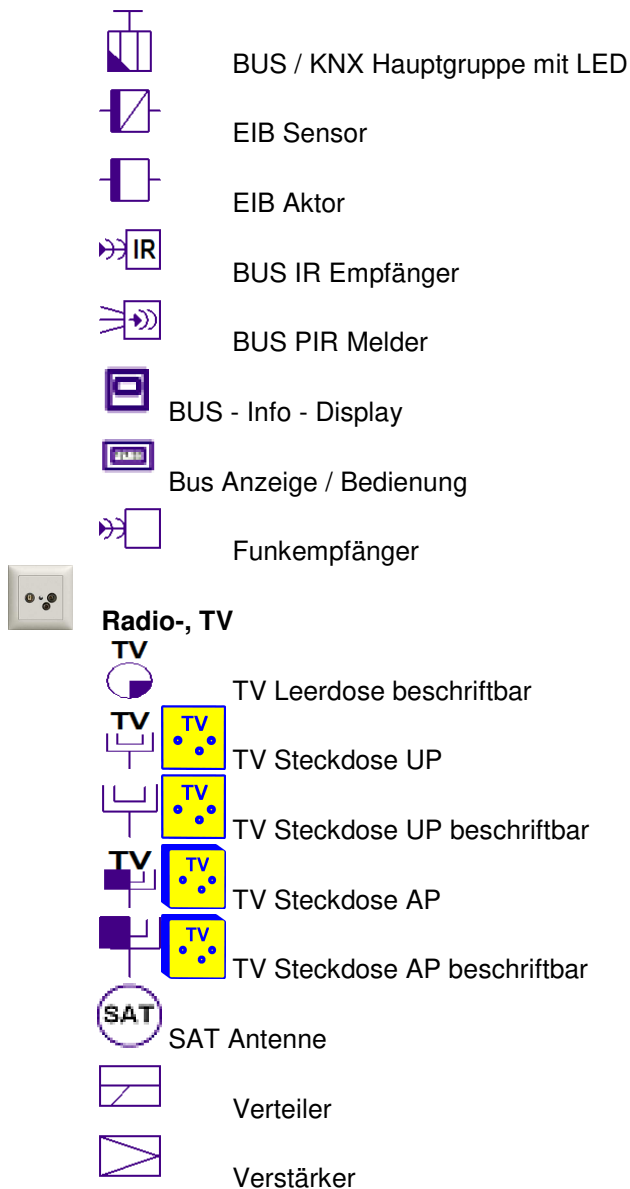 BUS / KNX Hauptgruppe mit LED
EIB Sensor
EIB Aktor
IR BUS IR Empfänger
BUS PIR Melder
BUS - Info - Display
Bus Anzeige / Bedienung
Funkempfänger
Radio-, TV
TV
TV Leerdose beschriftbar
TV TV TV Steckdose UP
TV TV Steckdose UP beschriftbar
TV TV TV Steckdose AP
TV TV Steckdose AP beschriftbar
SAT SAT Antenne
Verteiler
Verstärker